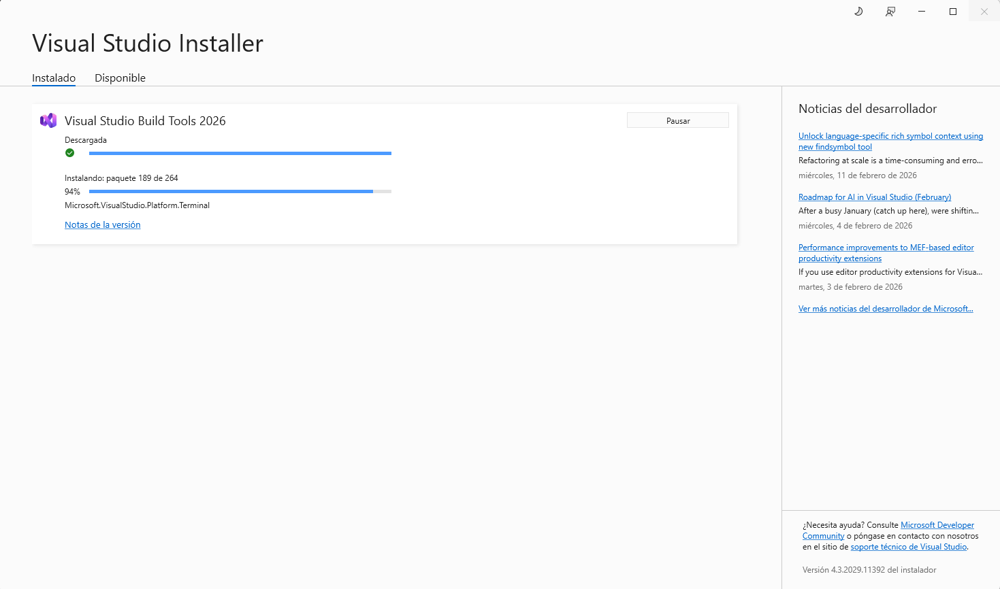 Visual Studio Installer
Instalado
Disponible
Visual Studio Build Tools 2026
Pausar
Descargada
Instalando: paquete 189 de 264
94%
Microsoft.VisualStudio.Platform.Terminal
Notas de la versión
Noticias del desarrollador
Unlock language-specific rich symbol context using
new findsymbol tool
Refactoring at scale is a time-consuming and erro...
miércoles, 11 de febrero de 2026
Roadmap for AI in Visual Studio (February)
After a busy January (catch up here), were shiftin...
miércoles, 4 de febrero de 2026
Performance improvements to MEF-based editor
productivity extensions
If you use editor productivity extensions for Visua...
martes, 3 de febrero de 2026
Ver más noticias del desarrollador de Microsoft...
¿Necesita ayuda? Consulte Microsoft Developer
Community o póngase en contacto con nosotros
en el sitio de soporte técnico de Visual Studio.
Versión 4.3.2029.11392 del instalador